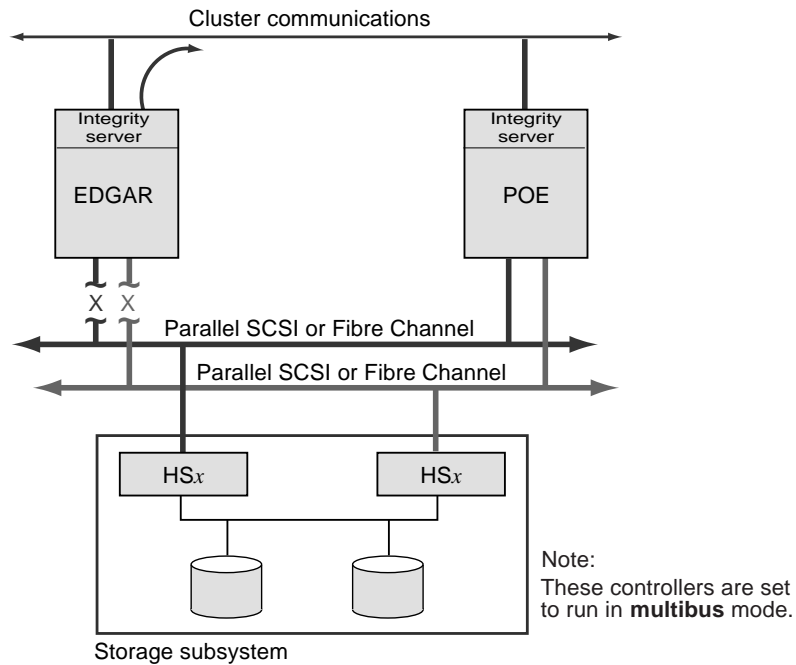 Cluster communications
Integrity
server
EDGAR
Integrity
server
POE
X
X
Parallel SCSI or Fibre Channel
Parallel SCSI or Fibre Channel
HSx
HSx
Note:
These controllers are set
to run in multibus mode.
Storage subsystem